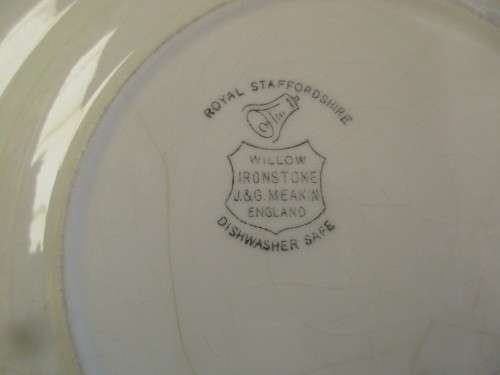 ROYAL STAFFORDSHIRE
WILLOW
IRONSTONE
J.&G. MEAKIN
ENGLAND
DISHWASHER SAFE